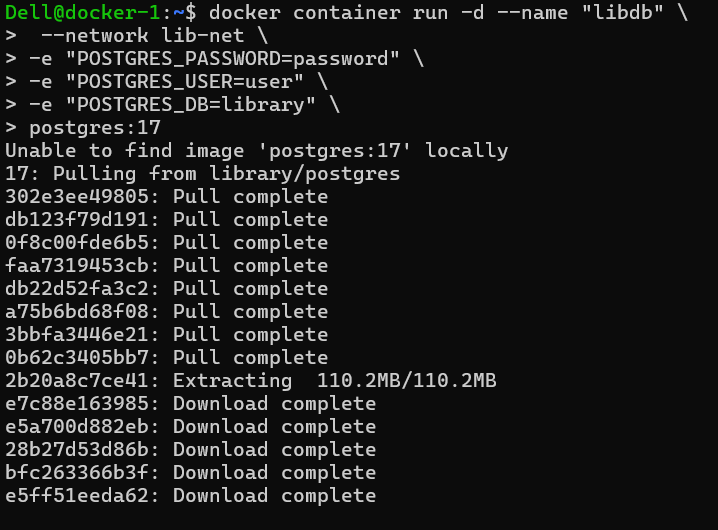 Dell@docker-1:~$ docker container run -d --name "libdb" \
>  --network lib-net \
> -e "POSTGRES_PASSWORD=password" \
> -e "POSTGRES_USER=user" \
> -e "POSTGRES_DB=library" \
> postgres:17
Unable to find image 'postgres:17' locally
17: Pulling from library/postgres
302e3ee49805: Pull complete
db123f79d191: Pull complete
0f8c00fde6b5: Pull complete
faa7319453cb: Pull complete
db22d52fa3c2: Pull complete
a75b6bd68f08: Pull complete
3bbfa3446e21: Pull complete
0b62c3405bb7: Pull complete
2b20a8c7ce41: Extracting  110.2MB/110.2MB
e7c88e163985: Download complete
e5a700d882eb: Download complete
28b27d53d86b: Download complete
bfc263366b3f: Download complete
e5ff51eeda62: Download complete